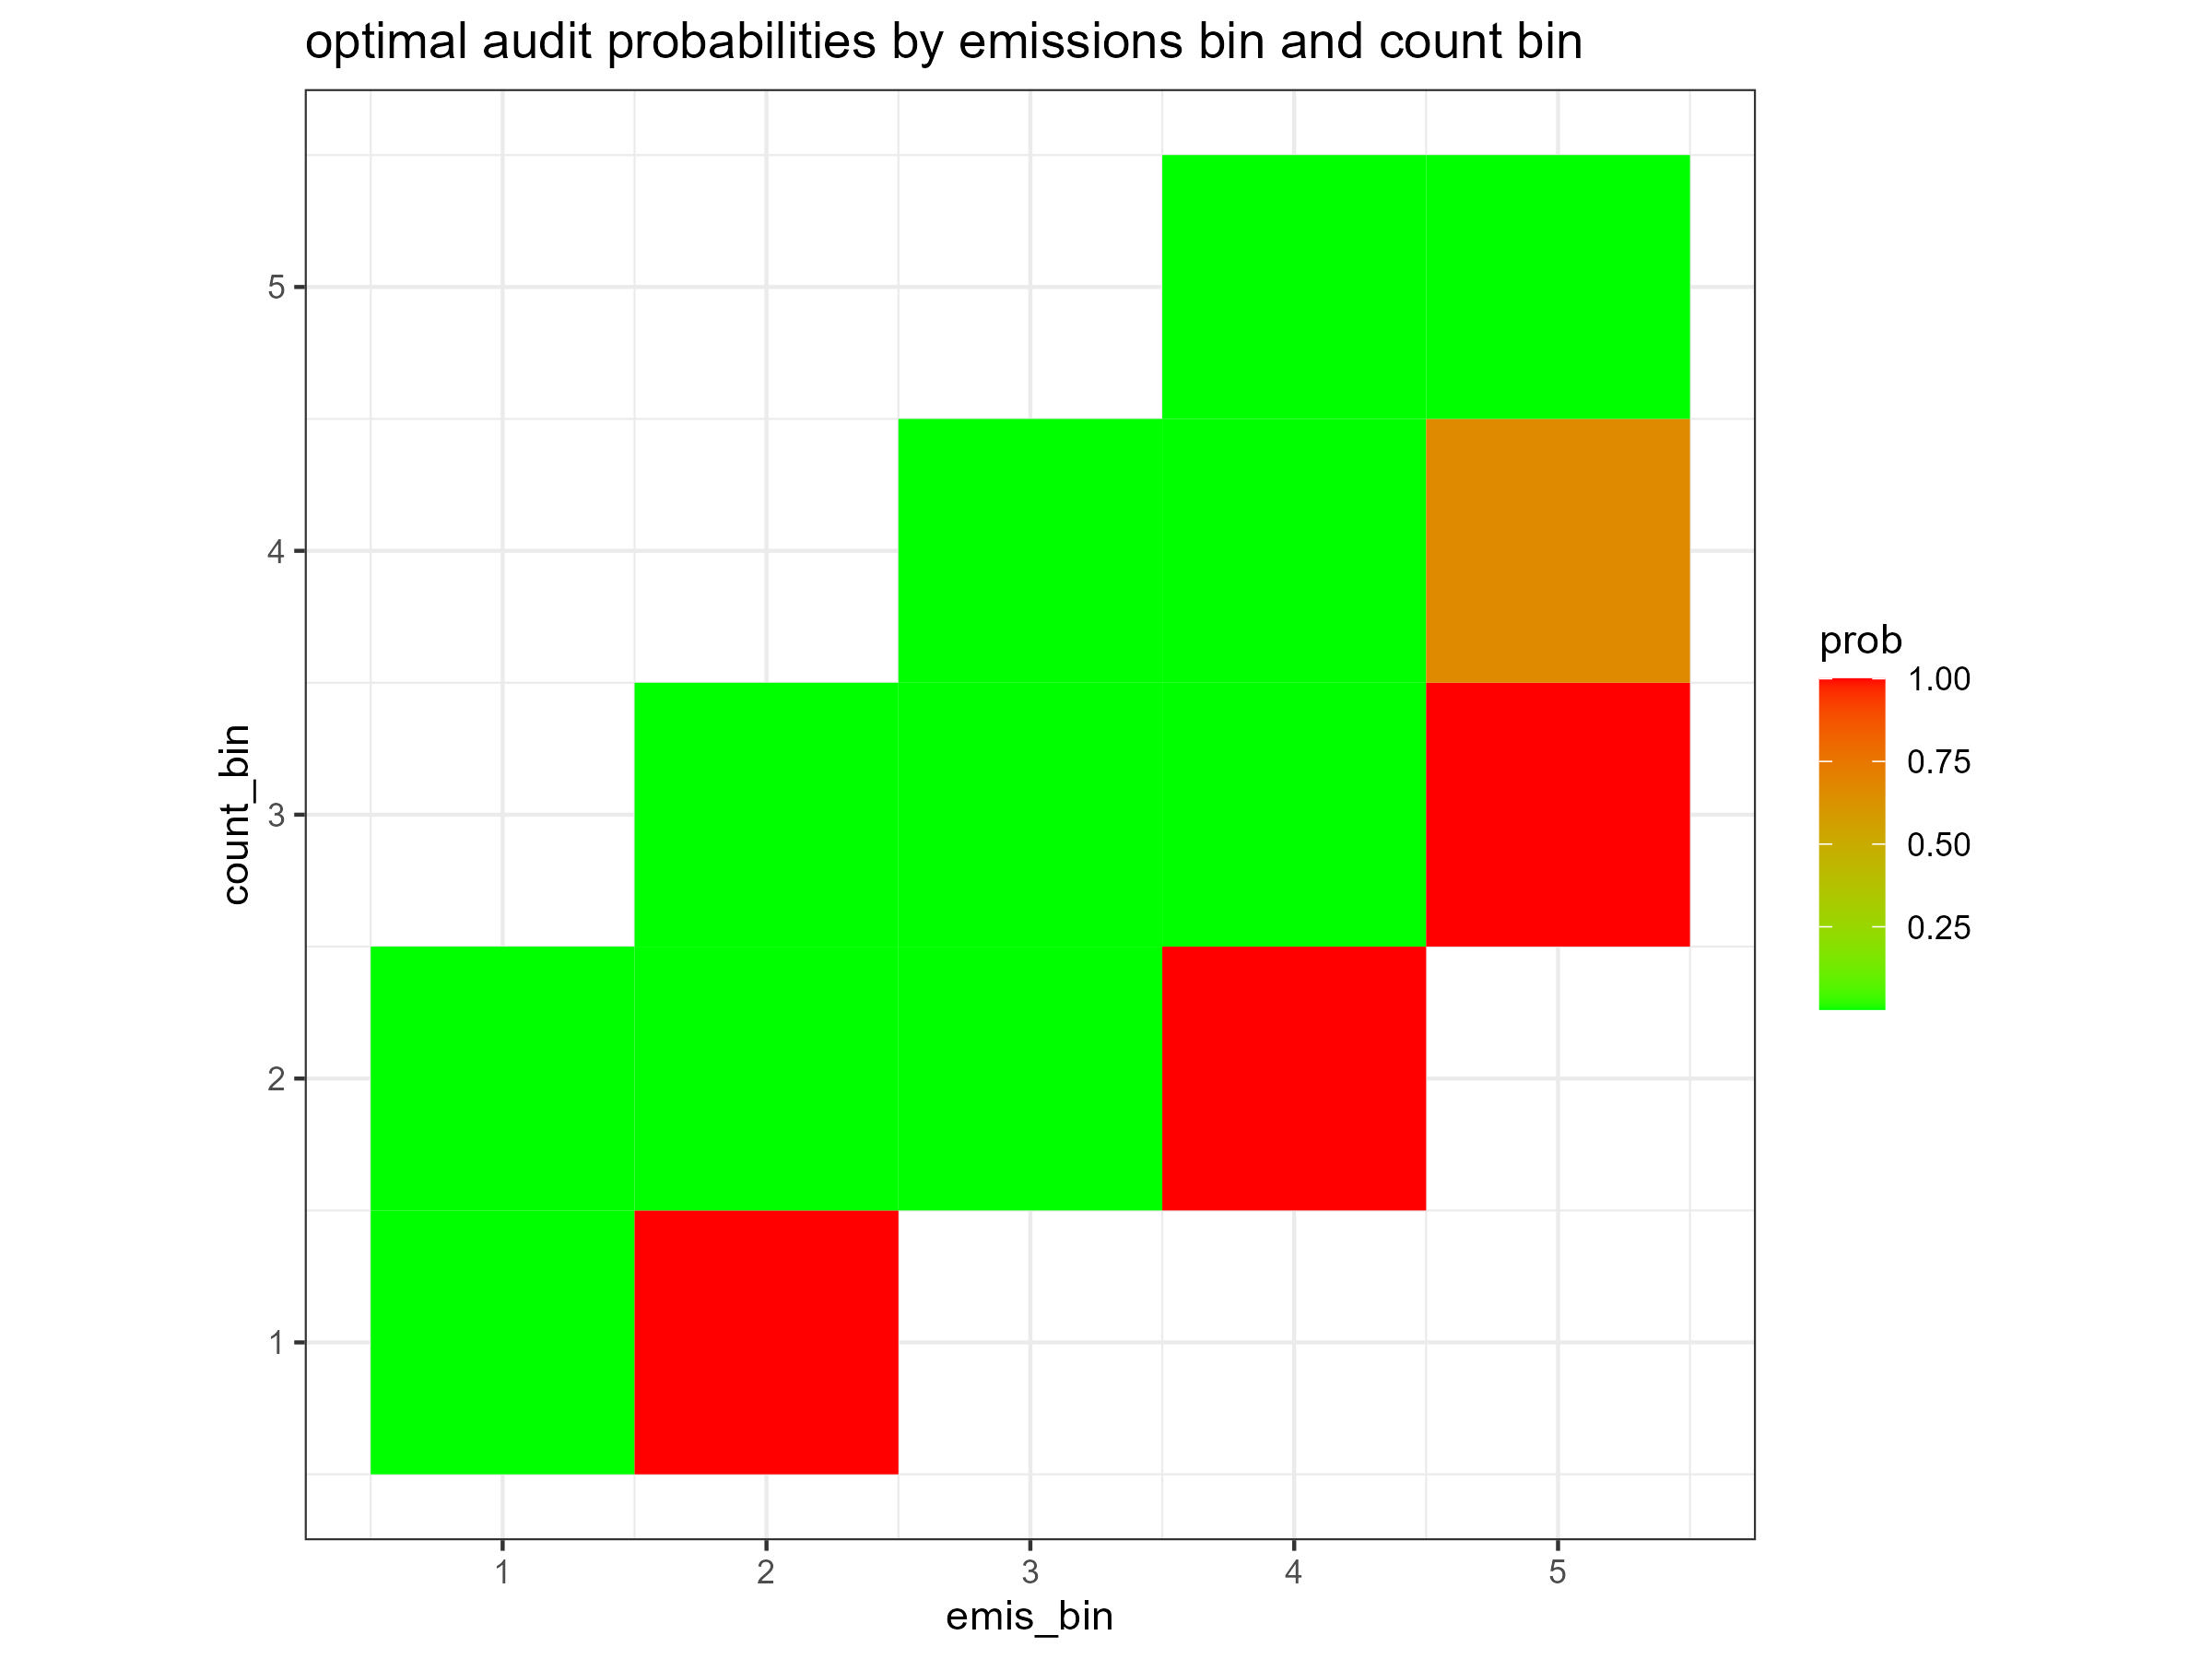 optimal audit probabilities by emissions bin and count bin
5
4
3
2
1
count_bin
1 2 3 4 5
emis_bin
prob
1.00
0.75
0.50
0.25